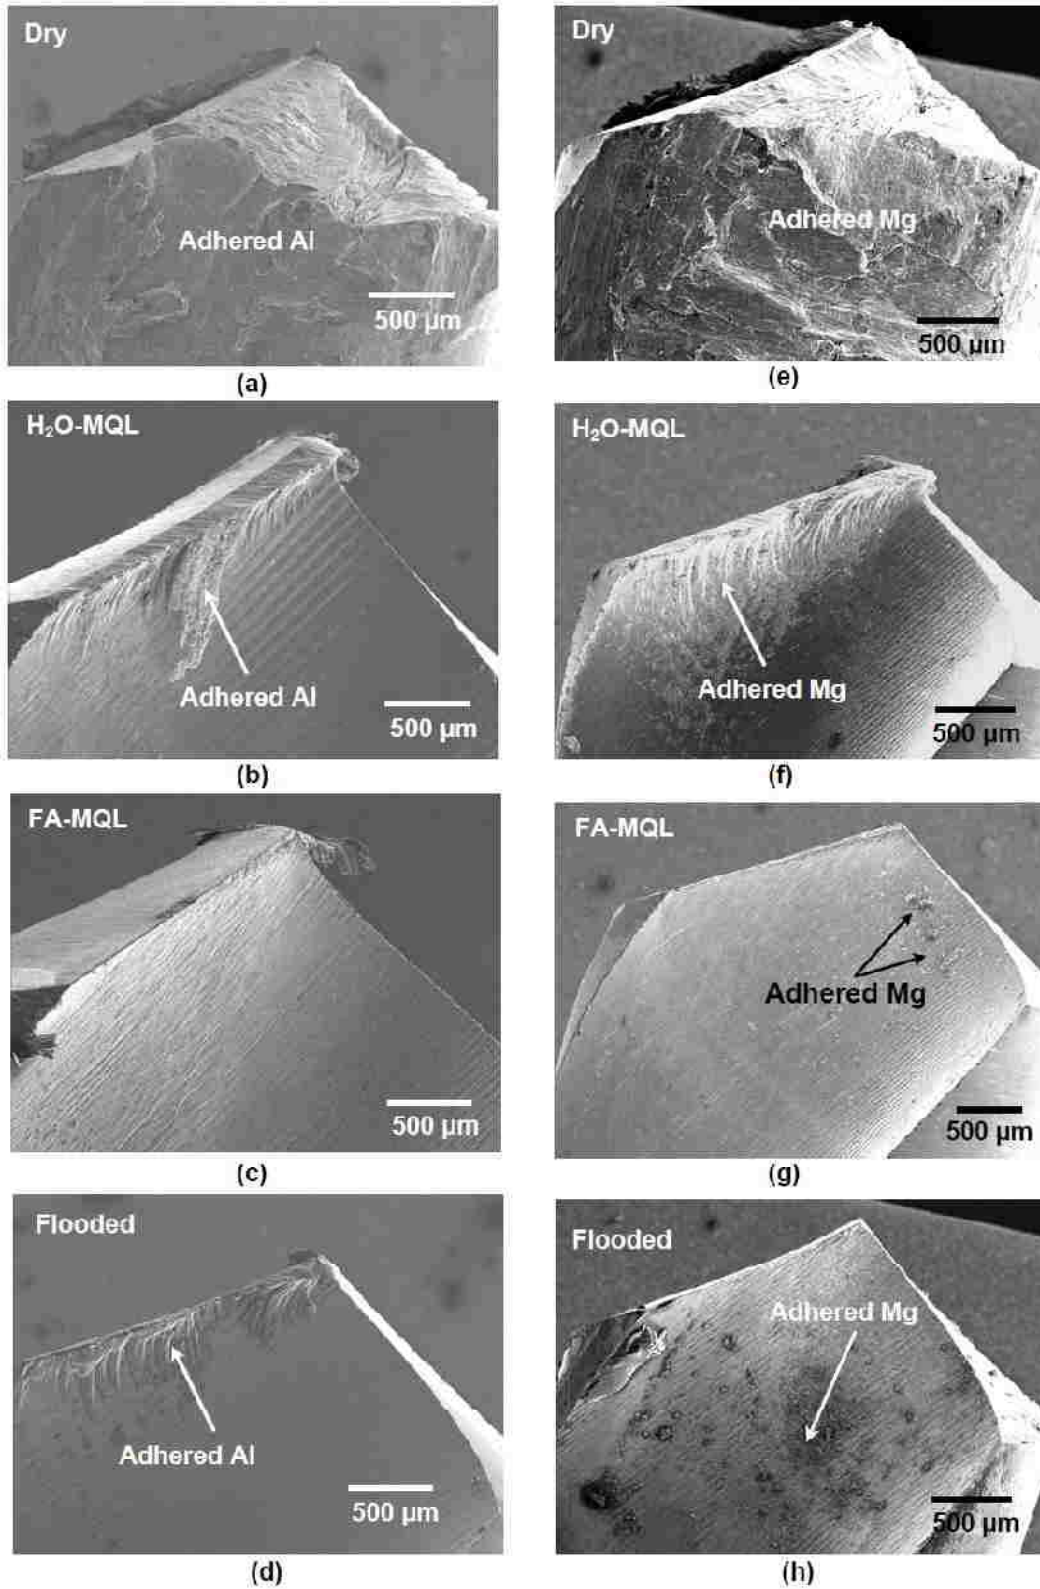 Dry
Adhered Al
500 µm
(a)
Dry
Adhered Mg
500 µm
(e)
H₂O-MQL
Adhered Al
500 µm
(b)
H₂O-MQL
Adhered Mg
500 µm
(f)
FA-MQL
500 µm
(c)
FA-MQL
Adhered Mg
500 µm
(g)
Flooded
Adhered Al
500 µm
(d)
Flooded
Adhered Mg
500 µm
(h)